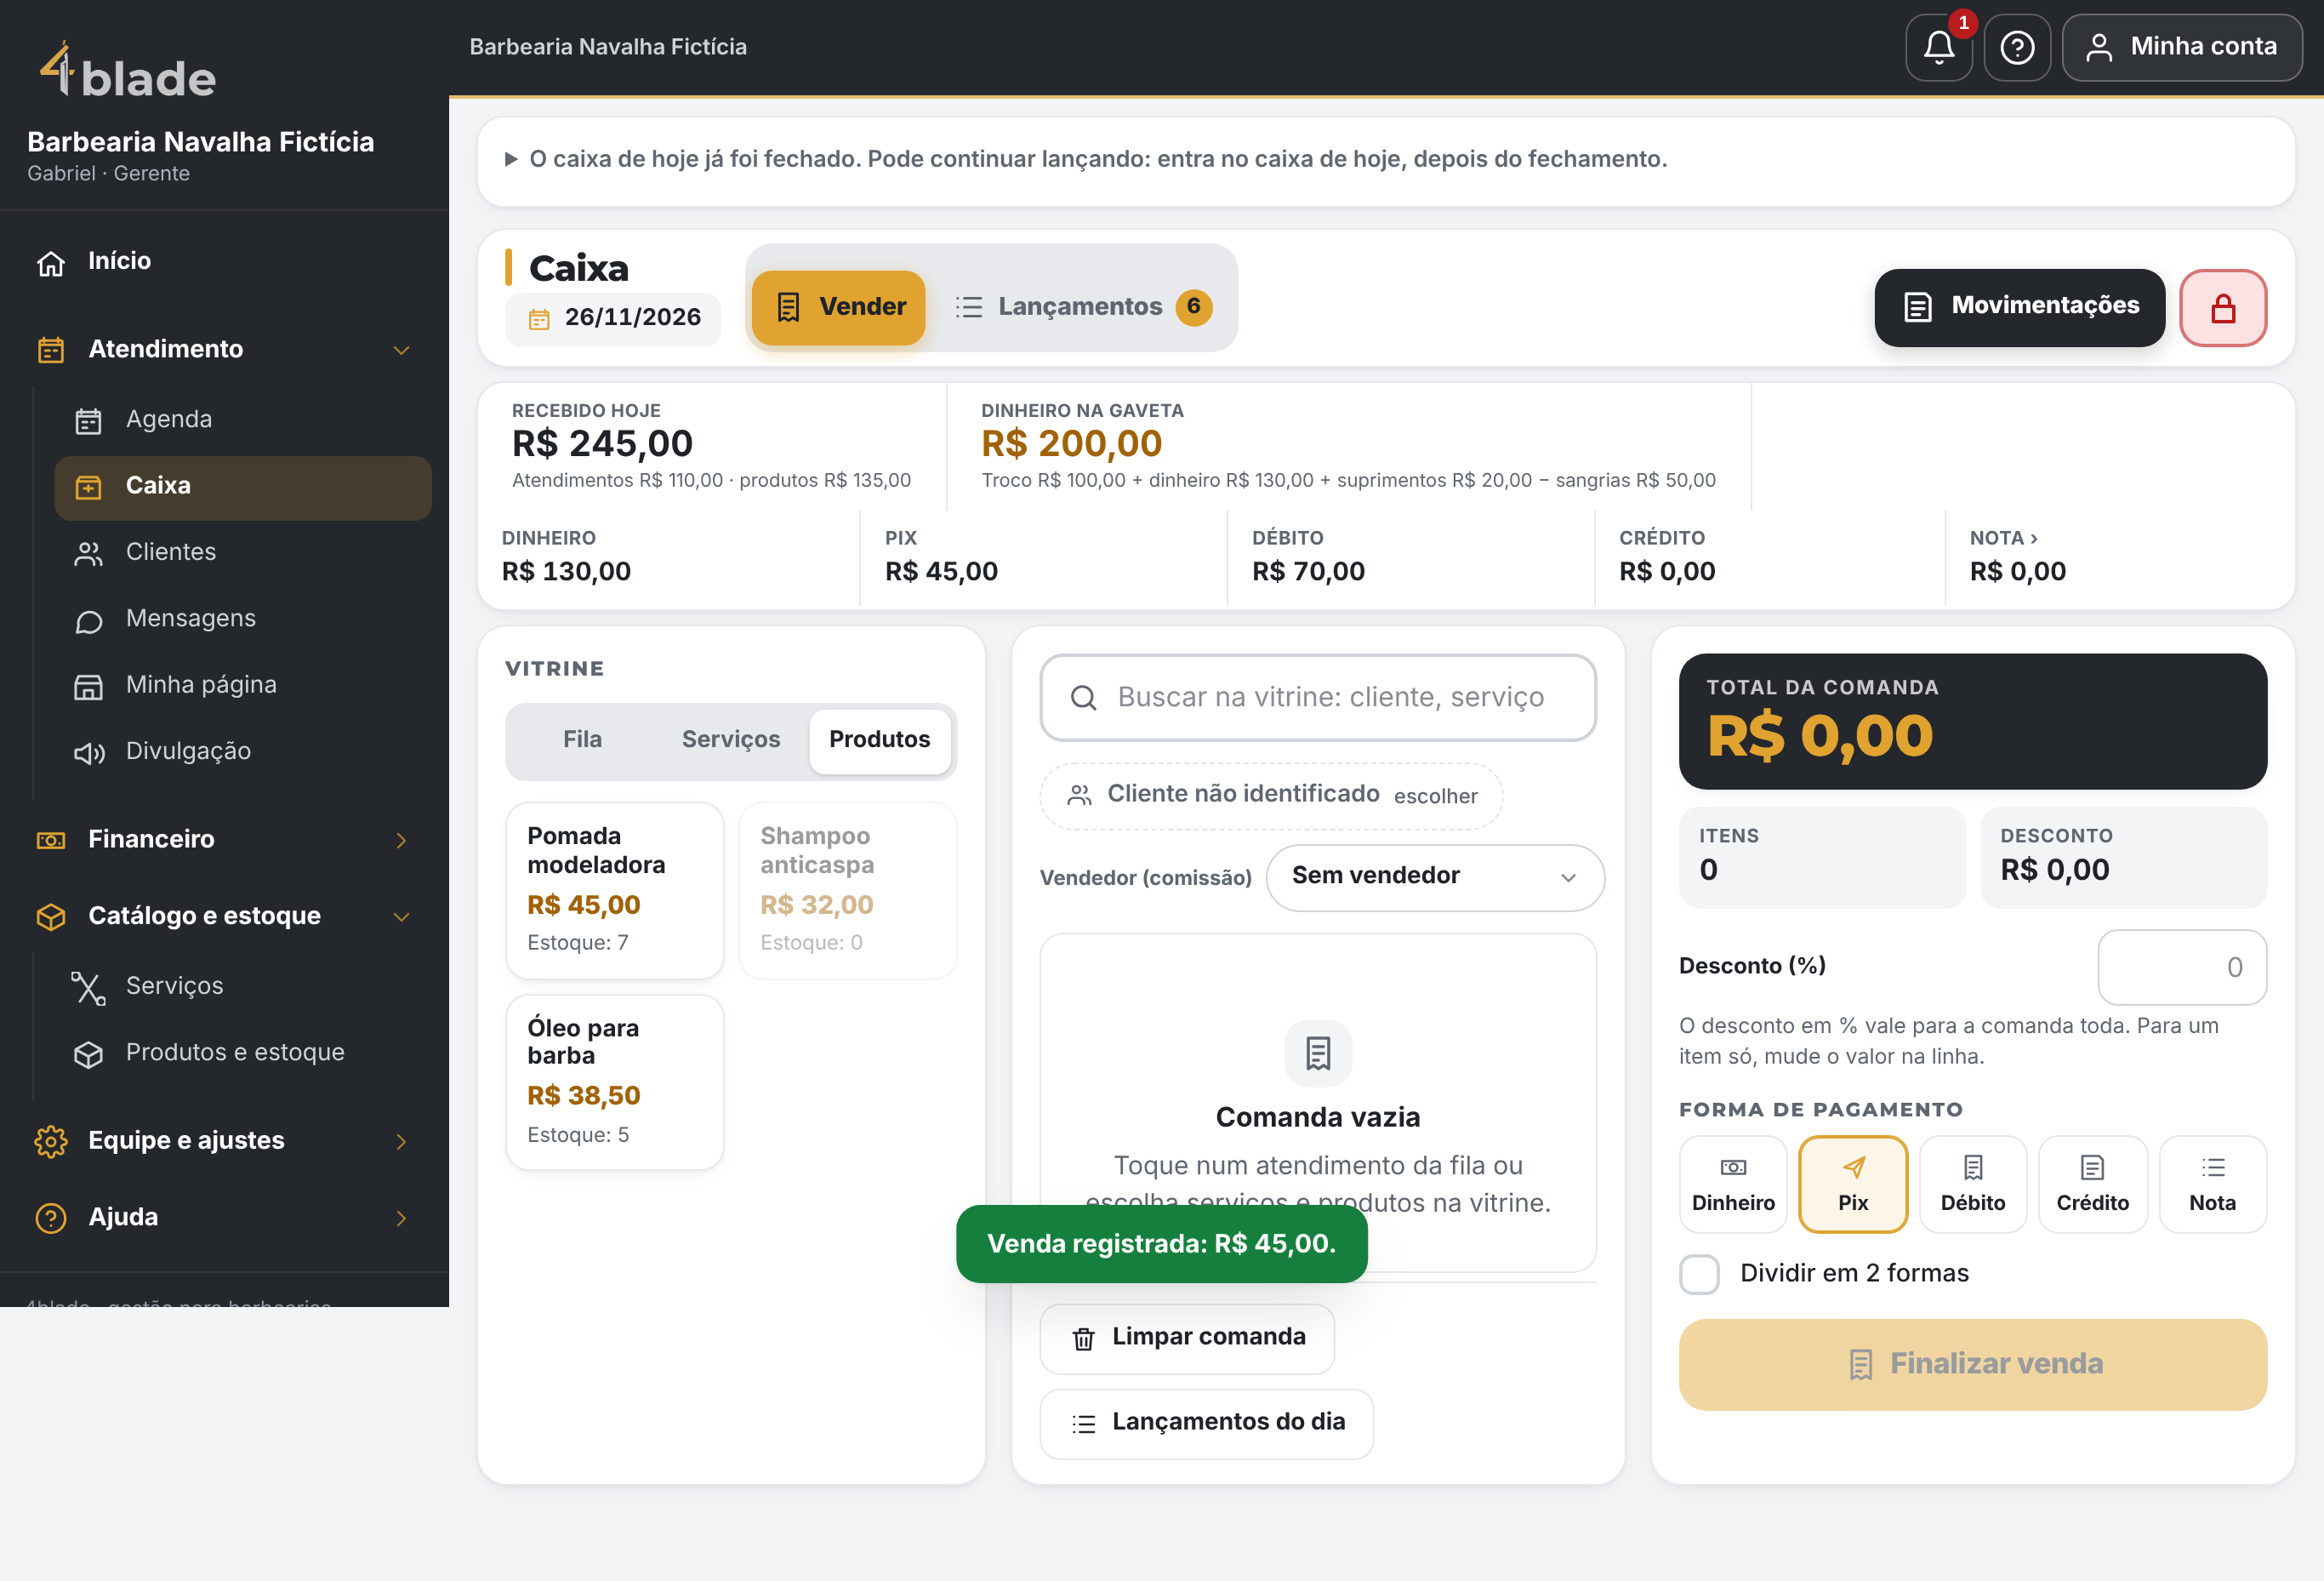 4blade
Barbearia Navalha Fictícia
Gabriel · Gerente
Início
Atendimento
Agenda
Caixa
Clientes
Mensagens
Minha página
Divulgação
Financeiro
Catálogo e estoque
Serviços
Produtos e estoque
Equipe e ajustes
Ajuda
4blade · gestão para barbearias
Barbearia Navalha Fictícia
1
Minha conta
O caixa de hoje já foi fechado. Pode continuar lançando: entra no caixa de hoje, depois do fechamento.
Caixa
26/11/2026
Vender
Lançamentos 6
Movimentações
RECEBIDO HOJE
R$ 245,00
Atendimentos R$ 110,00 · produtos R$ 135,00
DINHEIRO NA GAVETA
R$ 200,00
Troco R$ 100,00 + dinheiro R$ 130,00 + suprimentos R$ 20,00 − sangrias R$ 50,00
DINHEIRO
R$ 130,00
PIX
R$ 45,00
DÉBITO
R$ 70,00
CRÉDITO
R$ 0,00
NOTA ›
R$ 0,00
VITRINE
Fila
Serviços
Produtos
Pomada
modeladora
R$ 45,00
Estoque: 7
Shampoo
anticaspa
R$ 32,00
Estoque: 0
Óleo para
barba
R$ 38,50
Estoque: 5
Buscar na vitrine: cliente, serviço
Cliente não identificado escolher
Vendedor (comissão)
Sem vendedor
Comanda vazia
Toque num atendimento da fila ou
escolha serviços e produtos na vitrine.
Venda registrada: R$ 45,00.
Limpar comanda
Lançamentos do dia
TOTAL DA COMANDA
R$ 0,00
ITENS
0
DESCONTO
R$ 0,00
Desconto (%)
0
O desconto em % vale para a comanda toda. Para um
item só, mude o valor na linha.
FORMA DE PAGAMENTO
Dinheiro
Pix
Débito
Crédito
Nota
Dividir em 2 formas
Finalizar venda